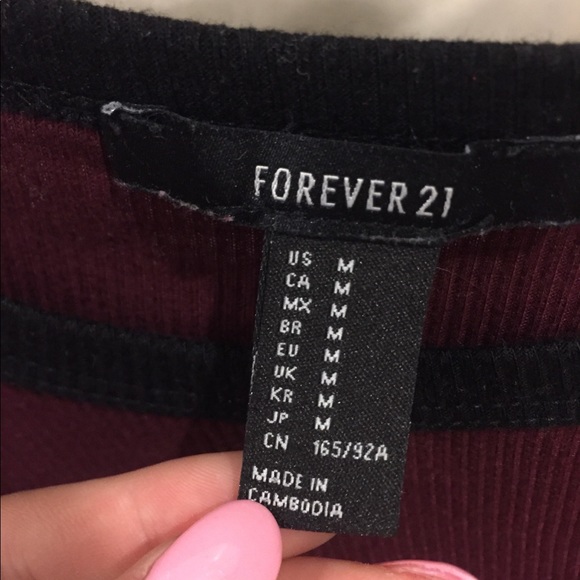 FOREVER 21
US M
CA M
MX M
BR M
EU M
UK M
KR M
JP M
CN 165/92A
MADE IN
CAMBODIA